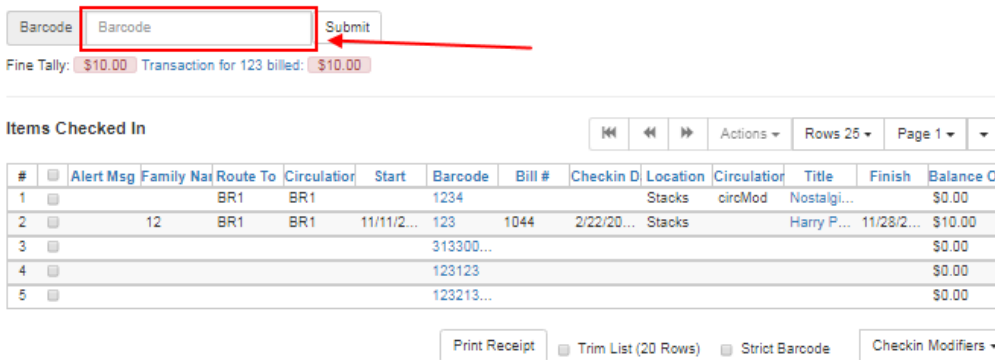 Barcode Barcode Submit
Fine Tally: $10.00 Transaction for 123 billed: $10.00
Items Checked In
Actions Rows 25 Page 1
# Alert Msg Family Nar Route To Circulation Start Barcode Bill # Checkin D Location Circulation Title Finish Balance O
1 BR1 BR1 1234 Stacks circMod Nostalgi... $0.00
2 12 BR1 BR1 11/11/2... 123 1044 2/22/20... Stacks Harry P... 11/28/2... $10.00
3 313300... $0.00
4 123123 $0.00
5 123213... $0.00
Print Receipt Trim List (20 Rows) Strict Barcode Checkin Modifiers